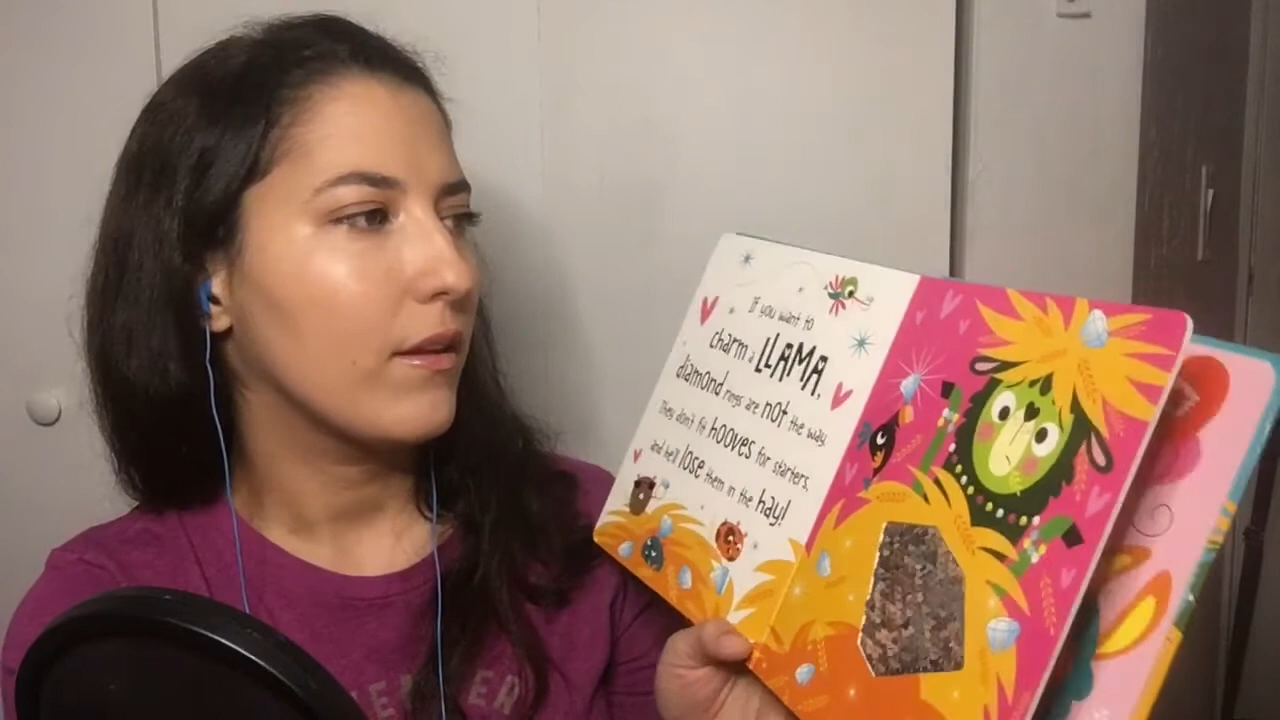 If you want to
charm a LLAMA,
diamond rings are not the way.
They don't fit hooves for starters,
and he'll lose them in the hay!